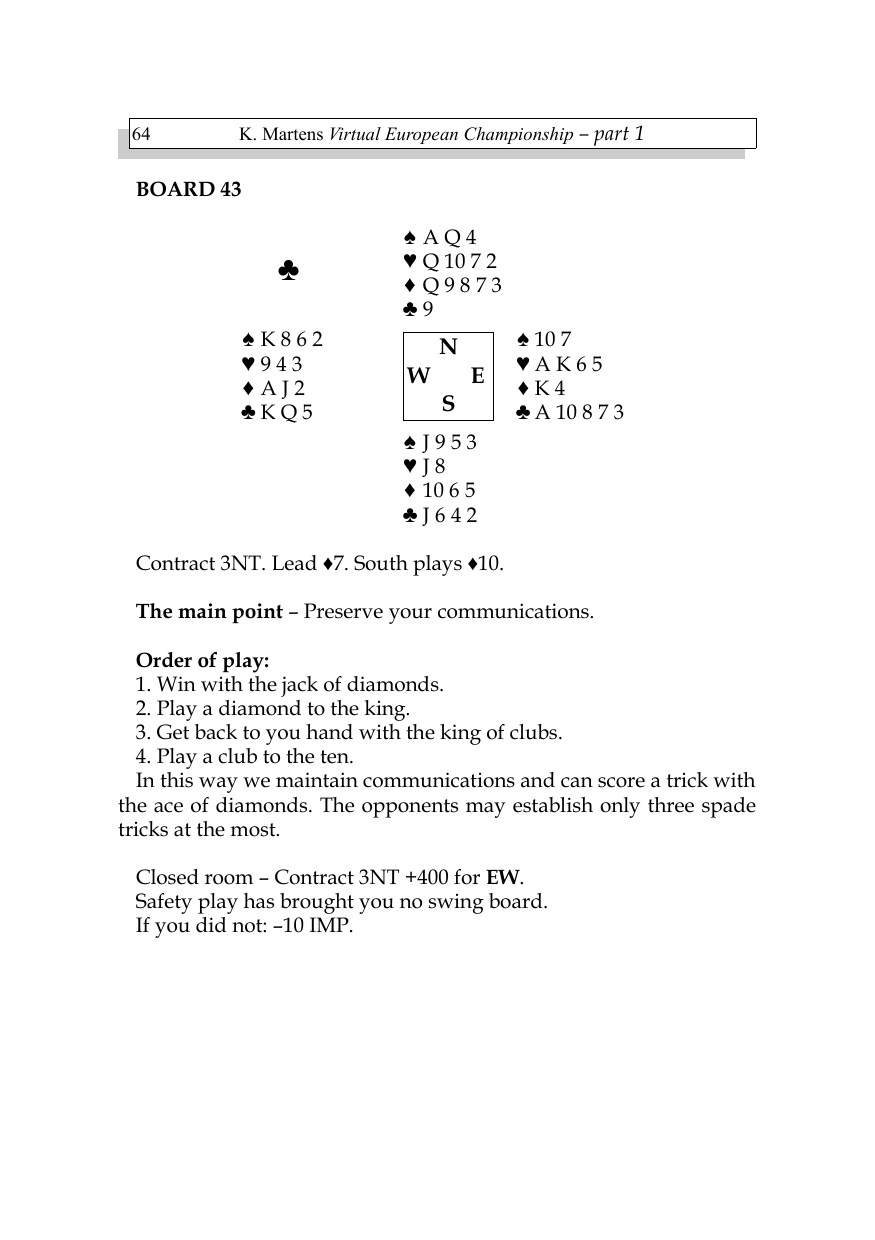 64 K. Martens Virtual European Championship – part 1
BOARD 43
♠ A Q 4
♣ ♥ Q 10 7 2
♦ Q 9 8 7 3
♣ 9
♠ K 8 6 2 N ♠ 10 7
♥ 9 4 3 W E ♥ A K 6 5
♦ A J 2 ♦ K 4
♣ K Q 5 S ♣ A 10 8 7 3
♠ J 9 5 3
♥ J 8
♦ 10 6 5
♣ J 6 4 2
Contract 3NT. Lead ♦7. South plays ♦10.
The main point – Preserve your communications.
Order of play:
1. Win with the jack of diamonds.
2. Play a diamond to the king.
3. Get back to you hand with the king of clubs.
4. Play a club to the ten.
In this way we maintain communications and can score a trick with
the ace of diamonds. The opponents may establish only three spade
tricks at the most.
Closed room – Contract 3NT +400 for EW.
Safety play has brought you no swing board.
If you did not: –10 IMP.